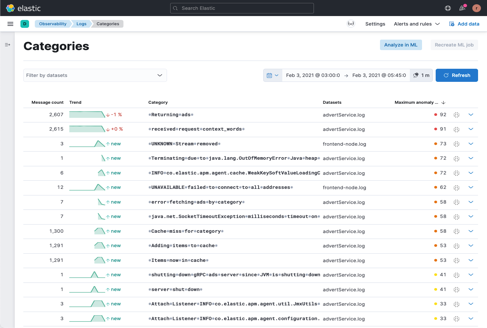 elastic
Search Elastic
D
Observability
Logs
Categories
Settings
Alerts and rules
Add data
Categories
Analyze in ML
Recreate ML job
Filter by datasets
Feb 3, 2021 @ 03:00:0
→
Feb 3, 2021 @ 05:45:0
1 m
Refresh
Message count Trend Category Datasets Maximum anomaly ... ↓
2,607 ↓ -1 % *Returning*ads* advertService.log 92
2,615 ↓ +0 % *received*request*context_words* advertService.log 91
3 ↑ new *UNKNOWN*Stream*removed* frontend-node.log 73
1 ↑ new *Terminating*due*to*java.lang.OutOfMemoryError*Java*heap* advertService.log 72
6 ↑ new *INFO*co.elastic.apm.agent.cache.WeakKeySoftValueLoadingC advertService.log 72
12 ↑ new *UNAVAILABLE*failed*to*connect*to*all*addresses* frontend-node.log 62
7 ↑ new *error*fetching*ads*by*category* advertService.log 58
7 ↑ new *java.net.SocketTimeoutException*milliseconds*timeout*on* advertService.log 58
1,300 ↑ new *Cache*miss*for*category* advertService.log 58
1,291 ↑ new *Adding*items*to*cache* advertService.log 53
1,291 ↑ new *Items*now*in*cache* advertService.log 53
1 ↑ new *shutting*down*gRPC*ads*server*since*JVM*is*shutting*down advertService.log 41
1 ↑ new *server*shut*down* advertService.log 41
3 ↑ new *Attach*Listener*INFO*co.elastic.apm.agent.util.JmxUtils* advertService.log 33
3 ↑ new *Attach*Listener*INFO*co.elastic.apm.agent.configuration. advertService.log 33